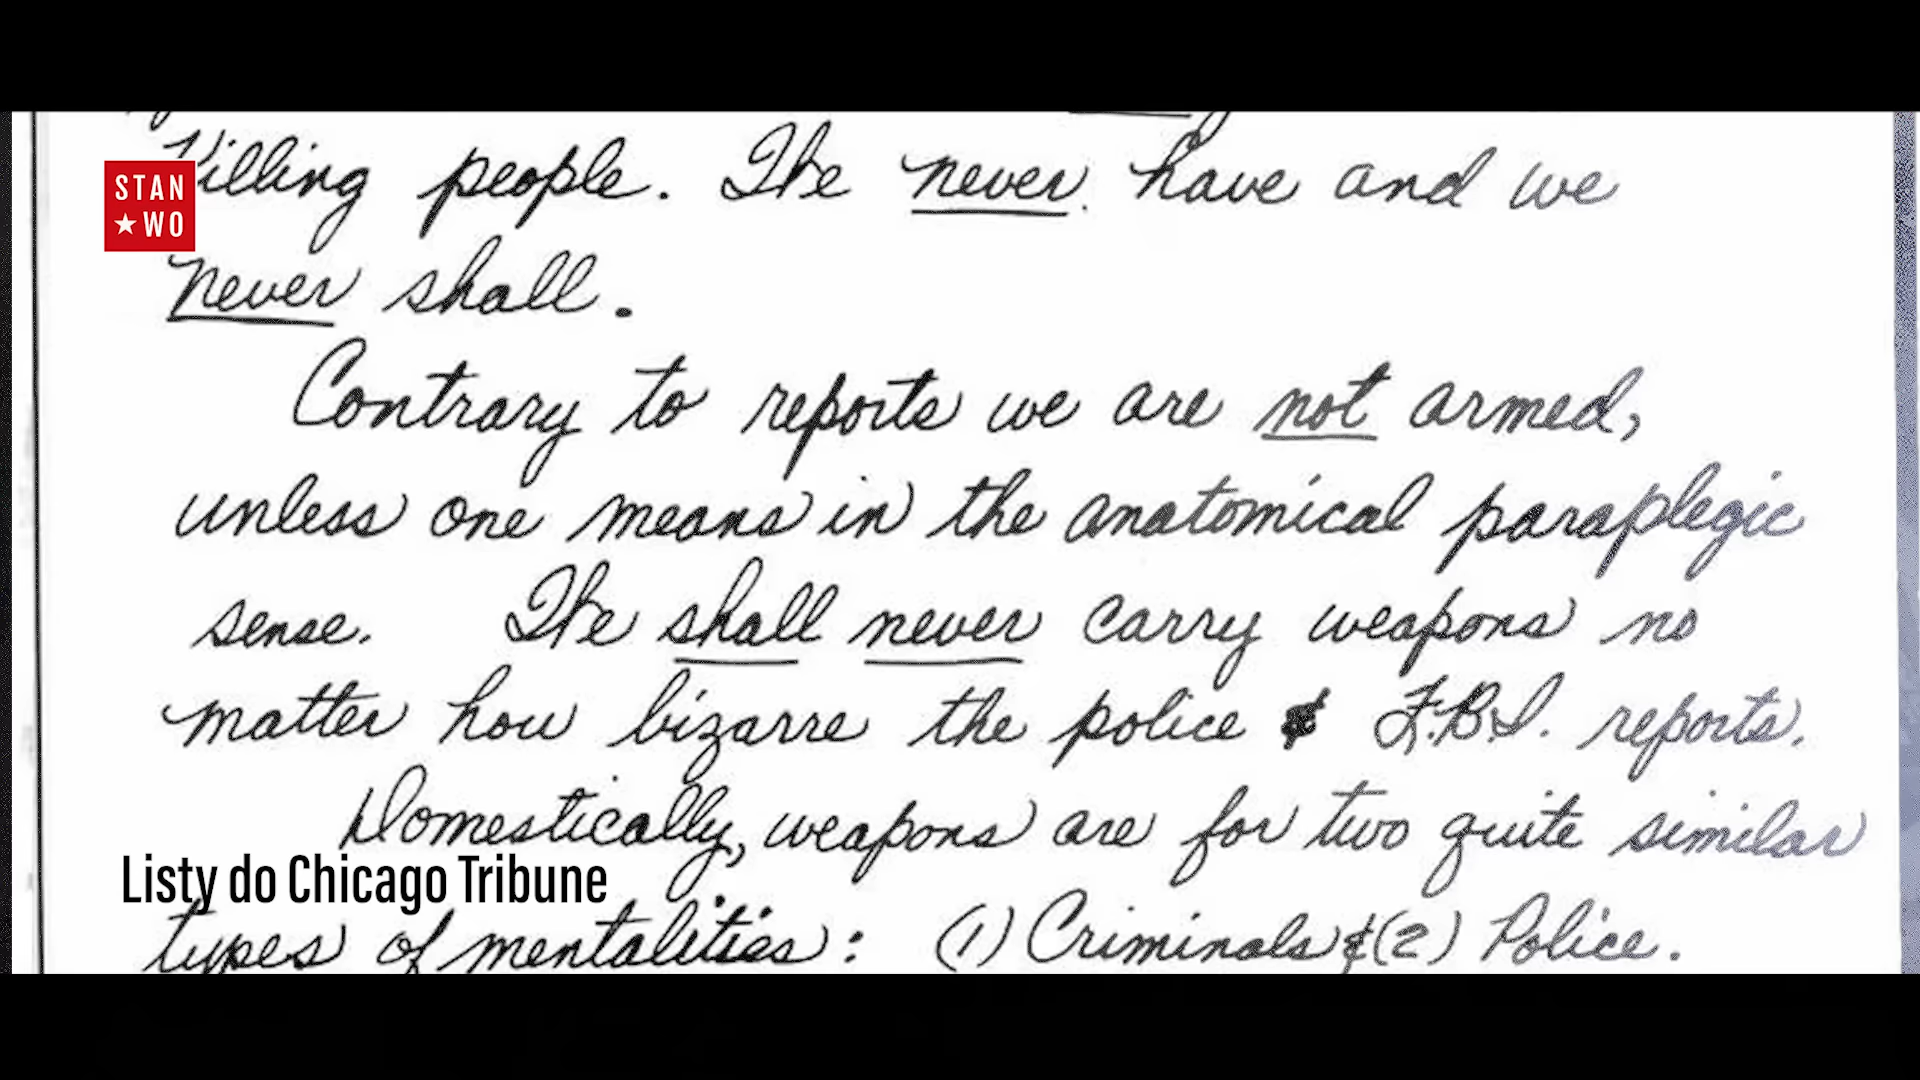 killing people. We never have and we
STAN
★WO
never shall.
Contrary to reports we are not armed,
unless one means in the anatomical paraplegic
sense. We shall never carry weapons no
matter how bizarre the police & F.B.I. reports.
Domestically, weapons are for two quite similar
Listy do Chicago Tribune
types of mentalities: (1) Criminals & (2) Police.